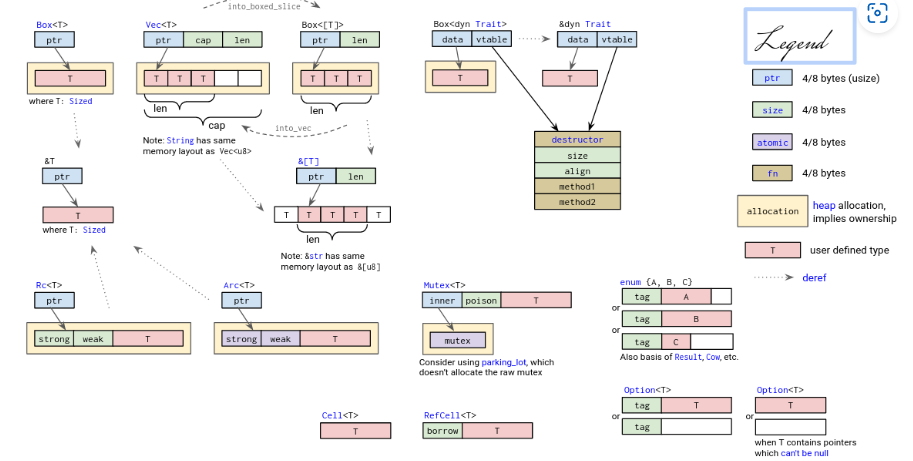 into_boxed_slice
Box<T>
ptr
T
where T: Sized
Vec<T>
ptr cap len
T T T
len
cap
Note: String has same
memory layout as Vec<u8>
Box<[T]>
ptr len
T T T
len
into_vec
Box<dyn Trait>
data vtable
T
&dyn Trait
data vtable
T
destructor
size
align
method1
method2
Legend
ptr 4/8 bytes (usize)
size 4/8 bytes
atomic 4/8 bytes
fn 4/8 bytes
allocation
heap allocation,
implies ownership
T user defined type
deref
&T
ptr
T
where T: Sized
&[T]
ptr len
T T T T T
len
Note: &str has same
memory layout as &[u8]
Rc<T>
ptr
strong weak T
Arc<T>
ptr
strong weak T
Mutex<T>
inner poison T
mutex
Consider using parking_lot, which
doesn't allocate the raw mutex
enum {A, B, C}
tag A
or
tag B
or
tag C
Also basis of Result, Cow, etc.
Cell<T>
T
RefCell<T>
borrow T
Option<T>
tag T
or
tag
Option<T>
T
or
when T contains pointers
which can't be null